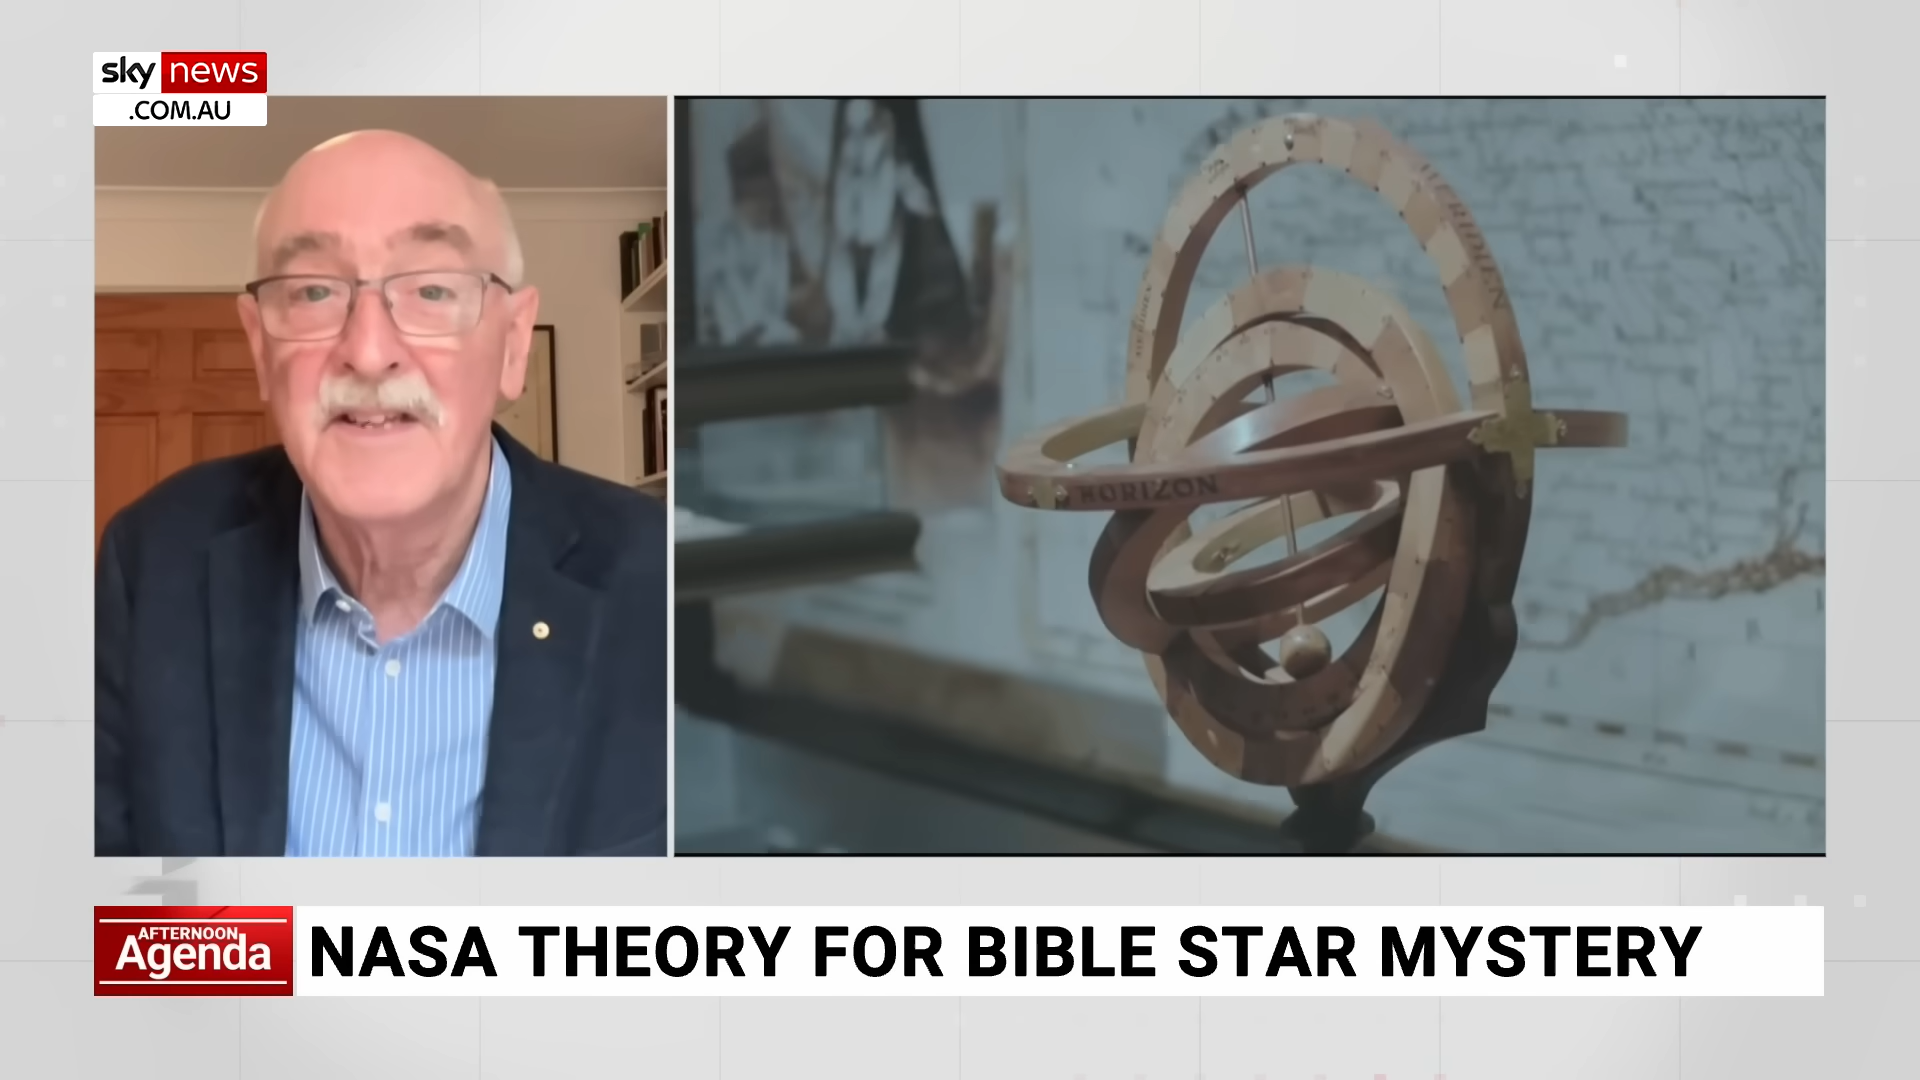 sky news
.COM.AU
MERIDIEN
HORIZON
AFTERNOON
Agenda
NASA THEORY FOR BIBLE STAR MYSTERY